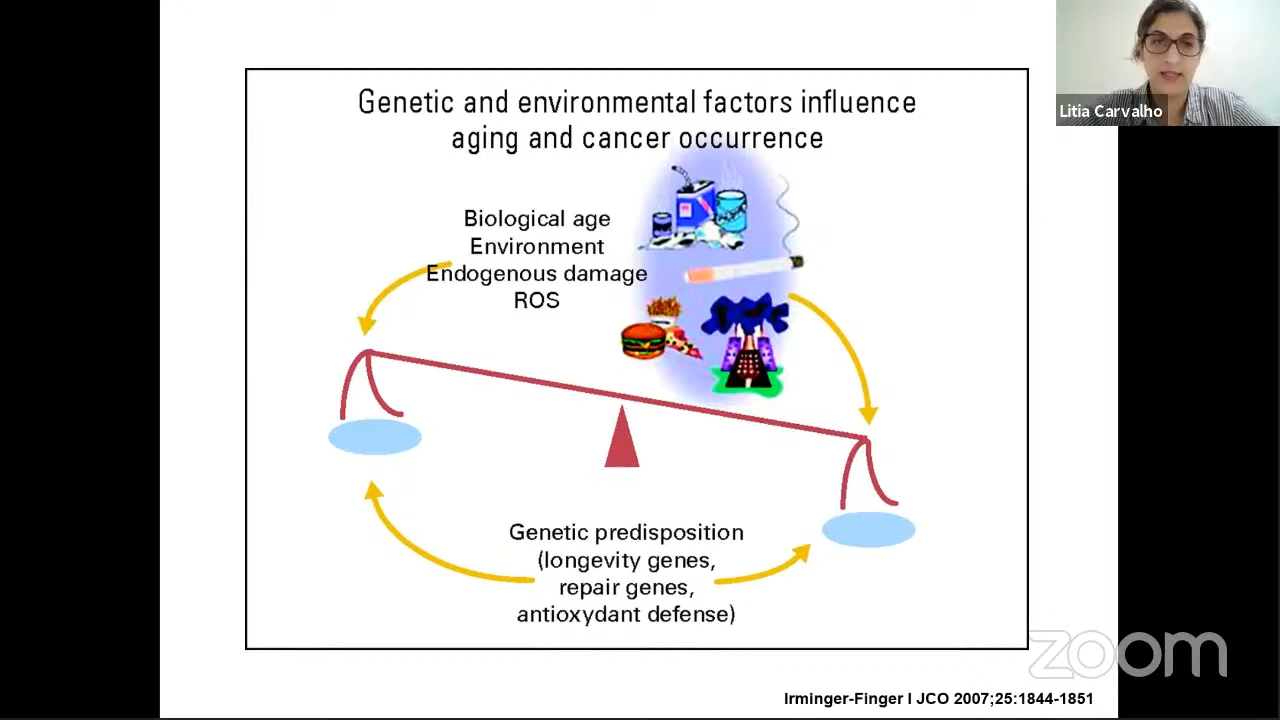 Genetic and environmental factors influence
aging and cancer occurrence
Litia Carvalho
Biological age
Environment
Endogenous damage
ROS
Genetic predisposition
(longevity genes,
repair genes,
antioxydant defense)
zoom
Irminger-Finger I JCO 2007;25:1844-1851